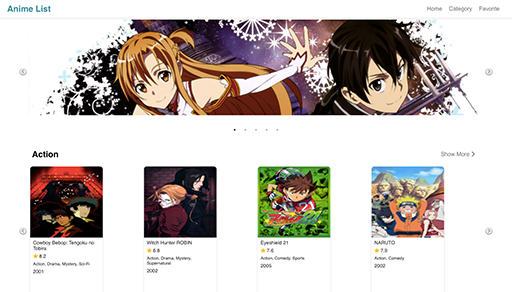 Anime List
Home Category Favorite
Action
Show More
Cowboy Bebop: Tengoku no
Tobira
8.2
Action, Drama, Mystery, Sci-Fi
2001
Witch Hunter ROBIN
6.8
Action, Drama, Mystery,
Supernatural
2002
Eyeshield 21
7.6
Action, Comedy, Sports
2005
NARUTO
7.9
Action, Comedy
2002